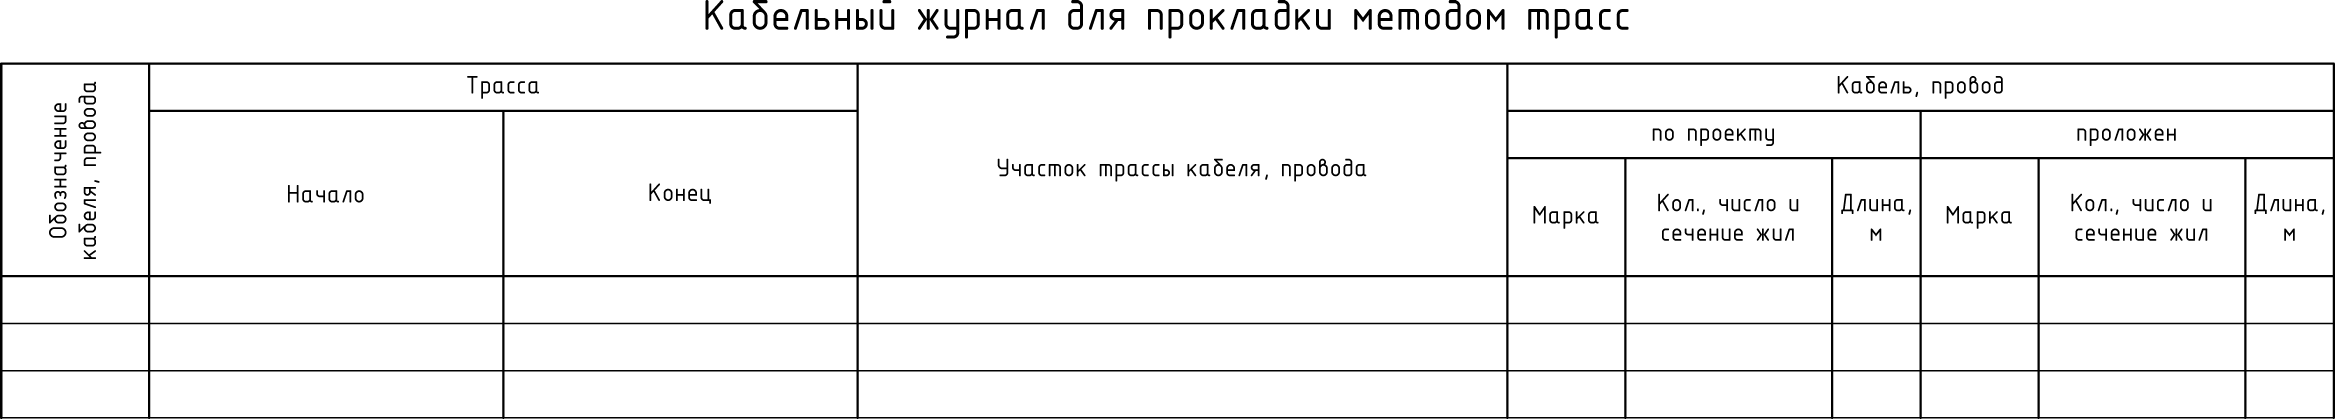 Кабельный журнал для прокладки методом трасс
Обозначение
кабеля, провода
Трасса
Начало
Конец
Участок трассы кабеля, провода
Кабель, провод
по проекту
проложен
Марка
Кол., число и
сечение жил
Длина,
м
Марка
Кол., число и
сечение жил
Длина,
м